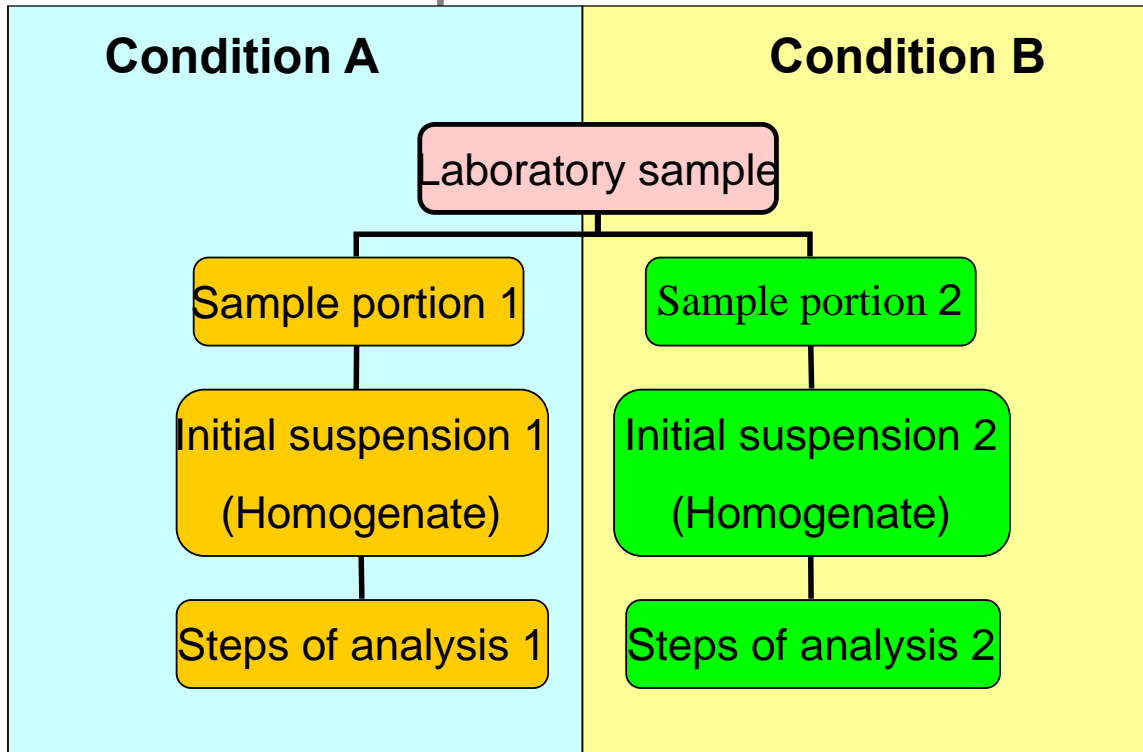 Condition A
Condition B
Laboratory sample
Sample portion 1
Sample portion 2
Initial suspension 1
(Homogenate)
Initial suspension 2
(Homogenate)
Steps of analysis 1
Steps of analysis 2